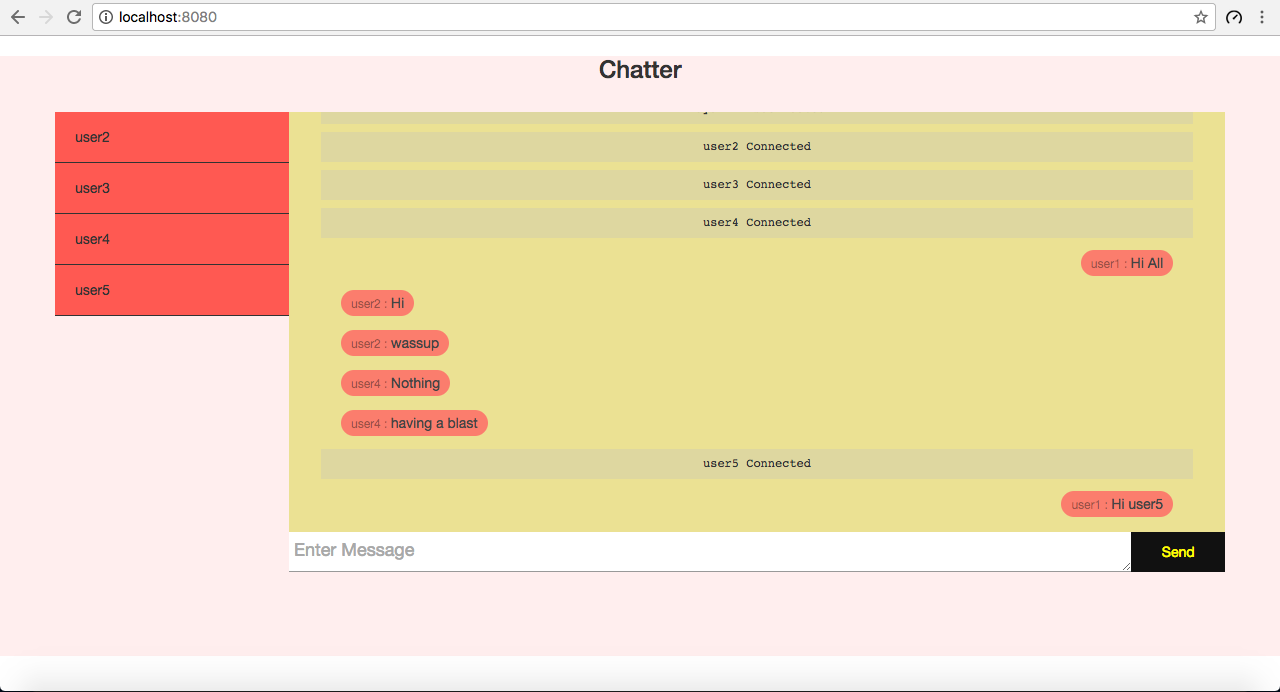 localhost:8080
Chatter
user2
user3
user4
user5
user2 Connected
user3 Connected
user4 Connected
user1 : Hi All
user2 : Hi
user2 : wassup
user4 : Nothing
user4 : having a blast
user5 Connected
user1 : Hi user5
Enter Message
Send